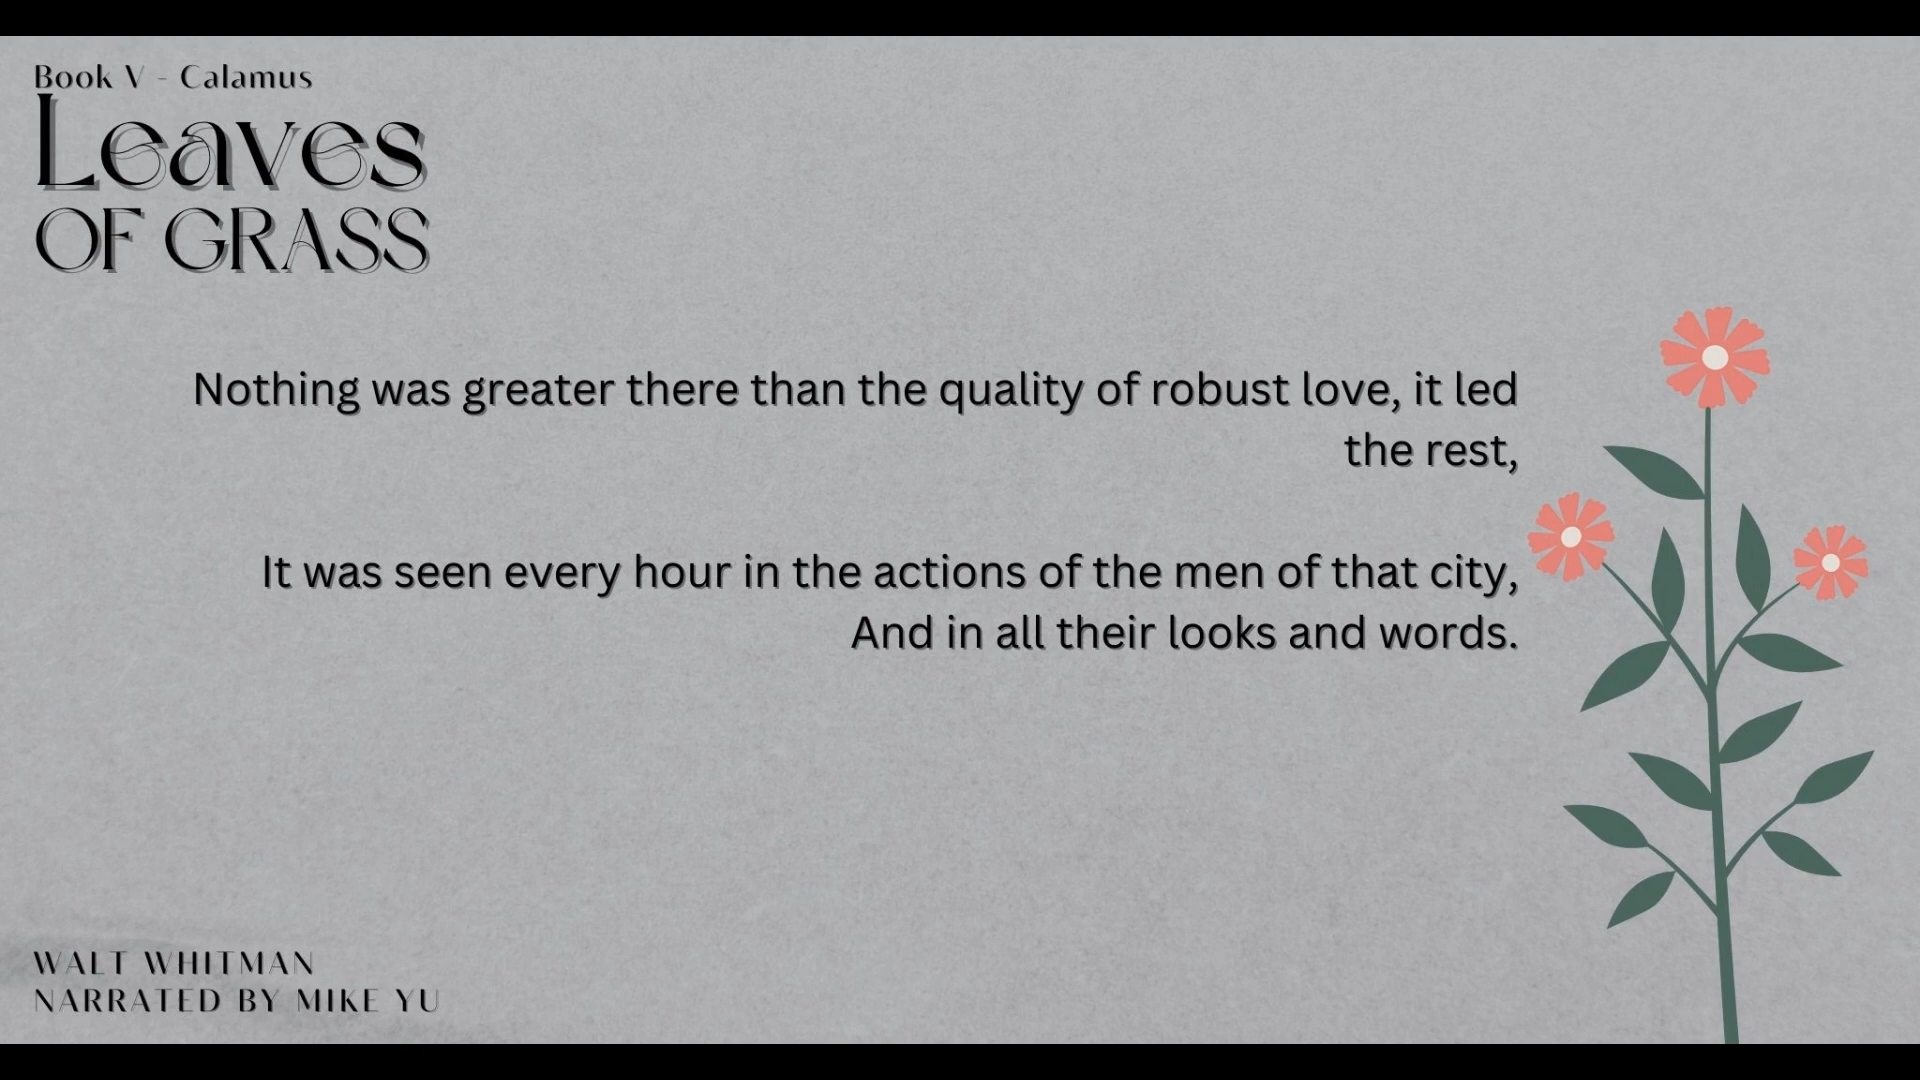 Book V - Calamus
Leaves
OF GRASS
Nothing was greater there than the quality of robust love, it led
the rest,
It was seen every hour in the actions of the men of that city,
And in all their looks and words.
WALT WHITMAN
NARRATED BY MIKE YU